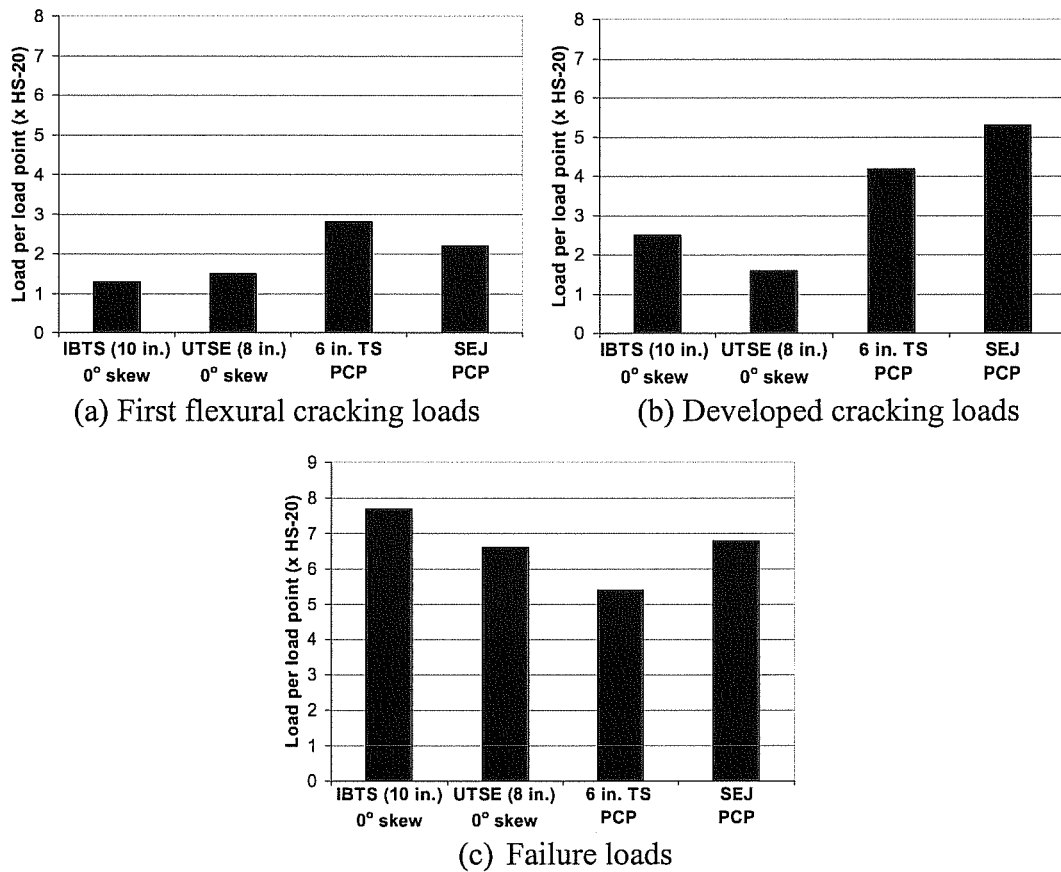 Load per load point (x HS-20)
8
7
6
5
4
3
2
1
0
IBTS (10 in.) UTSE (8 in.) 6 in. TS SEJ
0° skew 0° skew PCP PCP
(a) First flexural cracking loads
Load per load point (x HS-20)
8
7
6
5
4
3
2
1
0
IBTS (10 in.) UTSE (8 in.) 6 in. TS SEJ
0° skew 0° skew PCP PCP
(b) Developed cracking loads
Load per load point (x HS-20)
9
8
7
6
5
4
3
2
1
0
IBTS (10 in.) UTSE (8 in.) 6 in. TS SEJ
0° skew 0° skew PCP PCP
(c) Failure loads